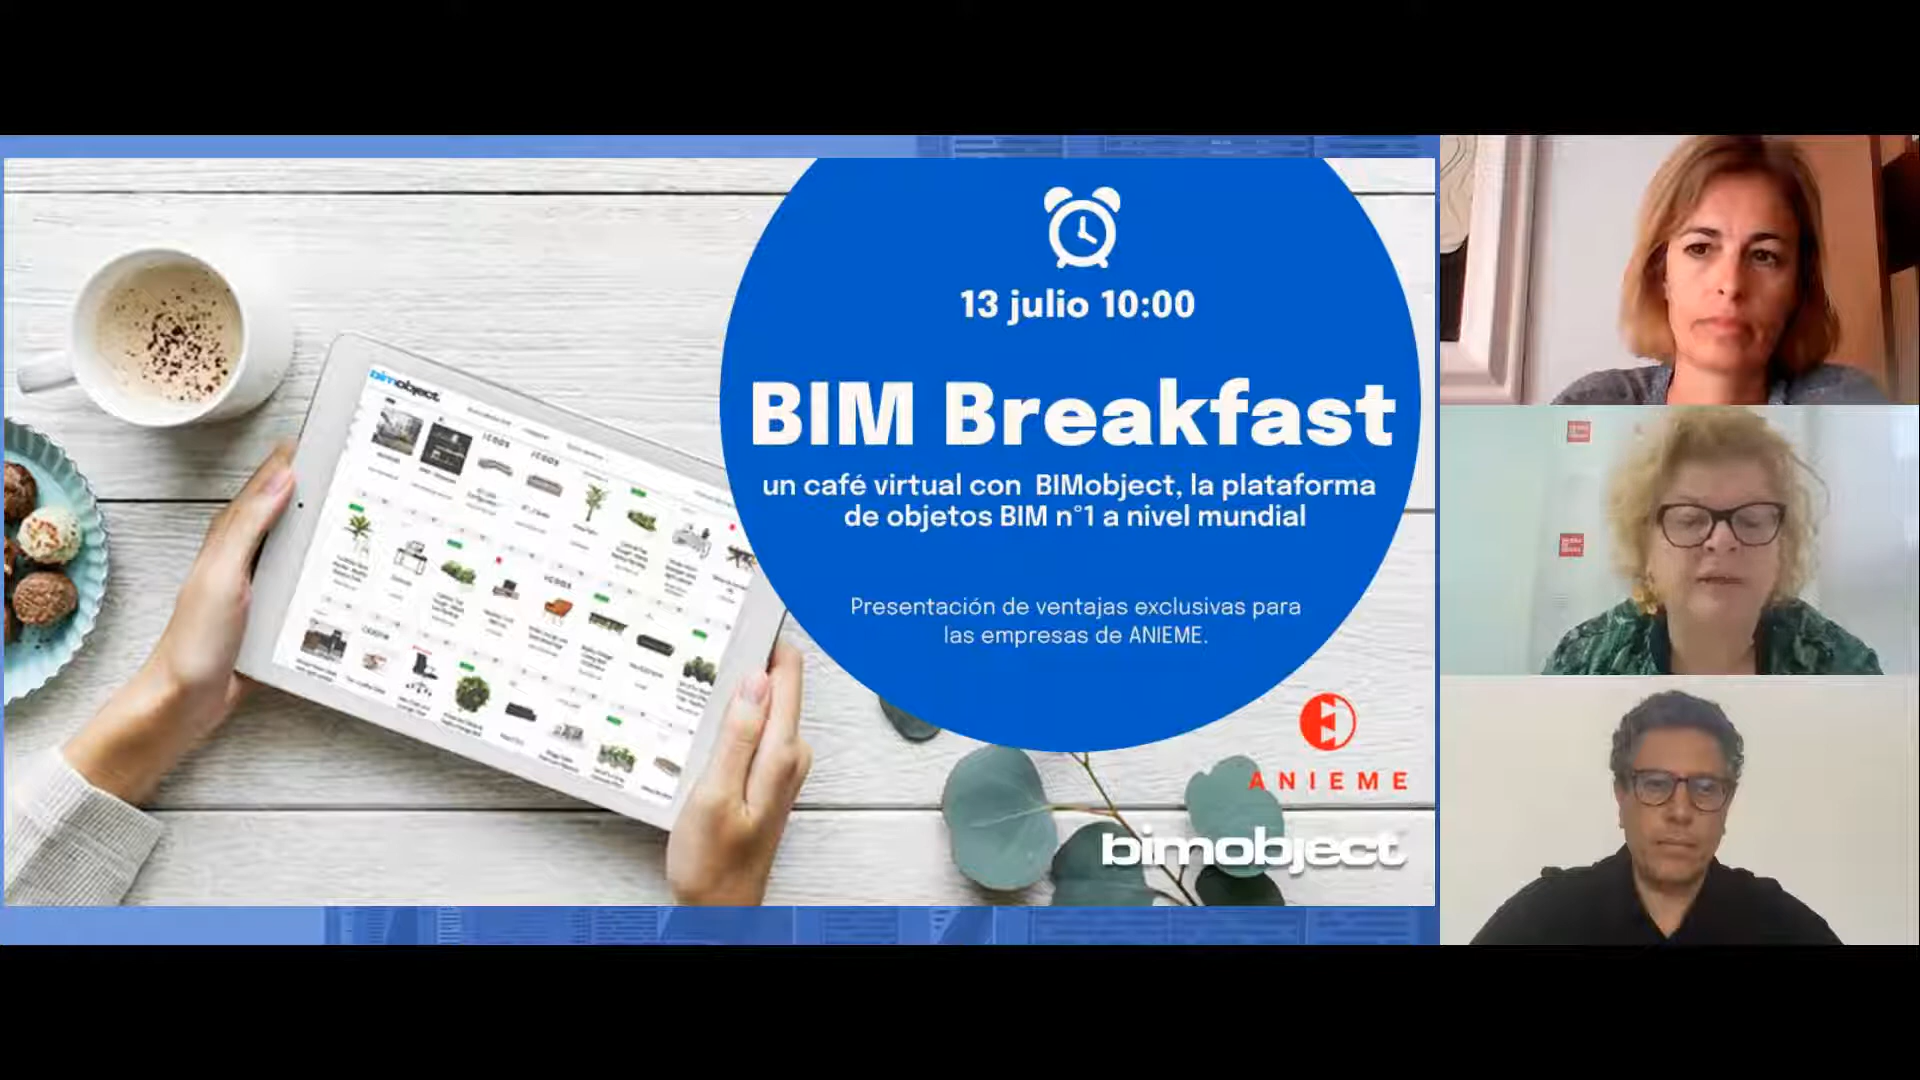 13 julio 10:00
BIM Breakfast
un café virtual con BIMobject, la plataforma
de objetos BIM n°1 a nivel mundial
Presentación de ventajas exclusivas para
las empresas de ANIEME.
ANIEME
bimobject
bimobject